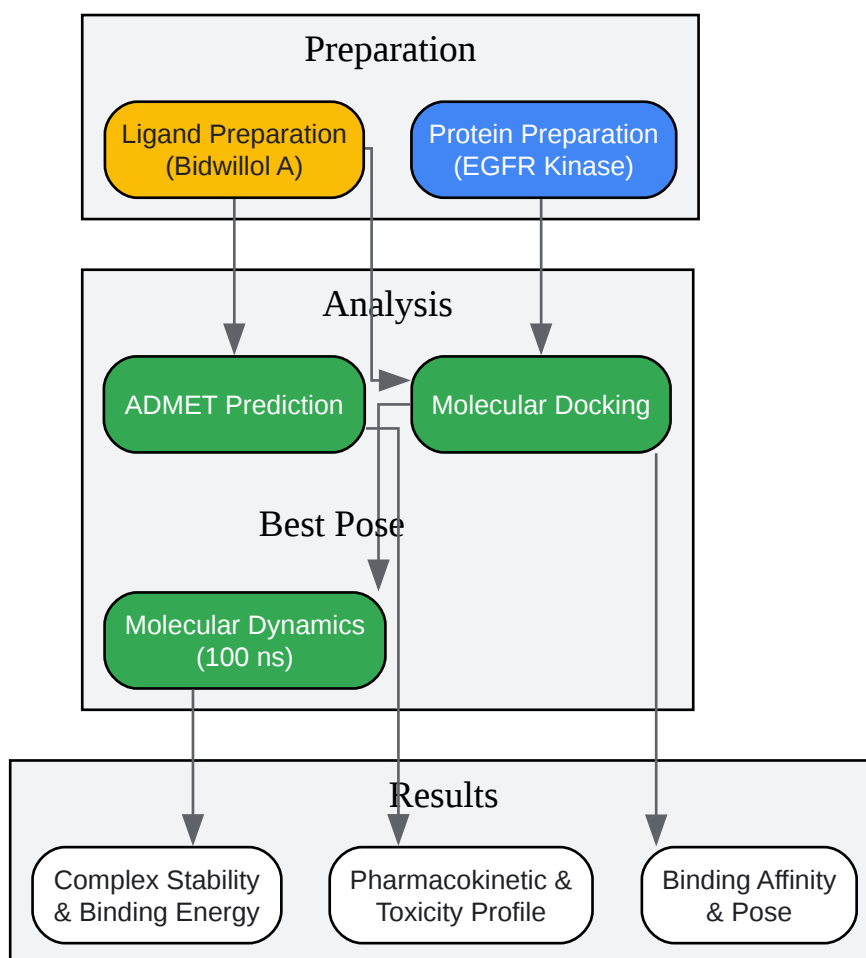 Preparation
Ligand Preparation
(Bidwillol A)
Protein Preparation
(EGFR Kinase)
Analysis
ADMET Prediction
Molecular Docking
Best Pose
Molecular Dynamics
(100 ns)
Results
Complex Stability
& Binding Energy
Pharmacokinetic &
Toxicity Profile
Binding Affinity
& Pose